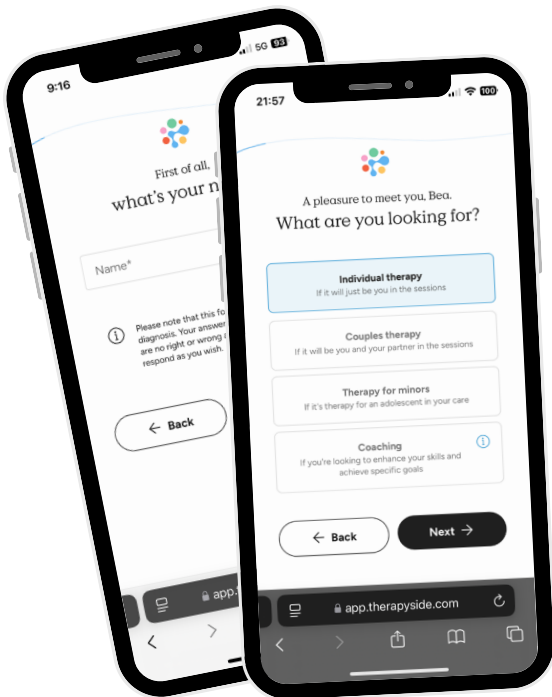 9:16
5G 93
First of all,
what's your n
Name*
Please note that this fo
diagnosis. Your answer
are no right or wrong
respond as you wish.
← Back
app.
21:57
100
A pleasure to meet you, Bea.
What are you looking for?
Individual therapy
If it will just be you in the sessions
Couples therapy
If it will be you and your partner in the sessions
Therapy for minors
If it's therapy for an adolescent in your care
Coaching
If you're looking to enhance your skills and
achieve specific goals
← Back
Next →
app.therapyside.com